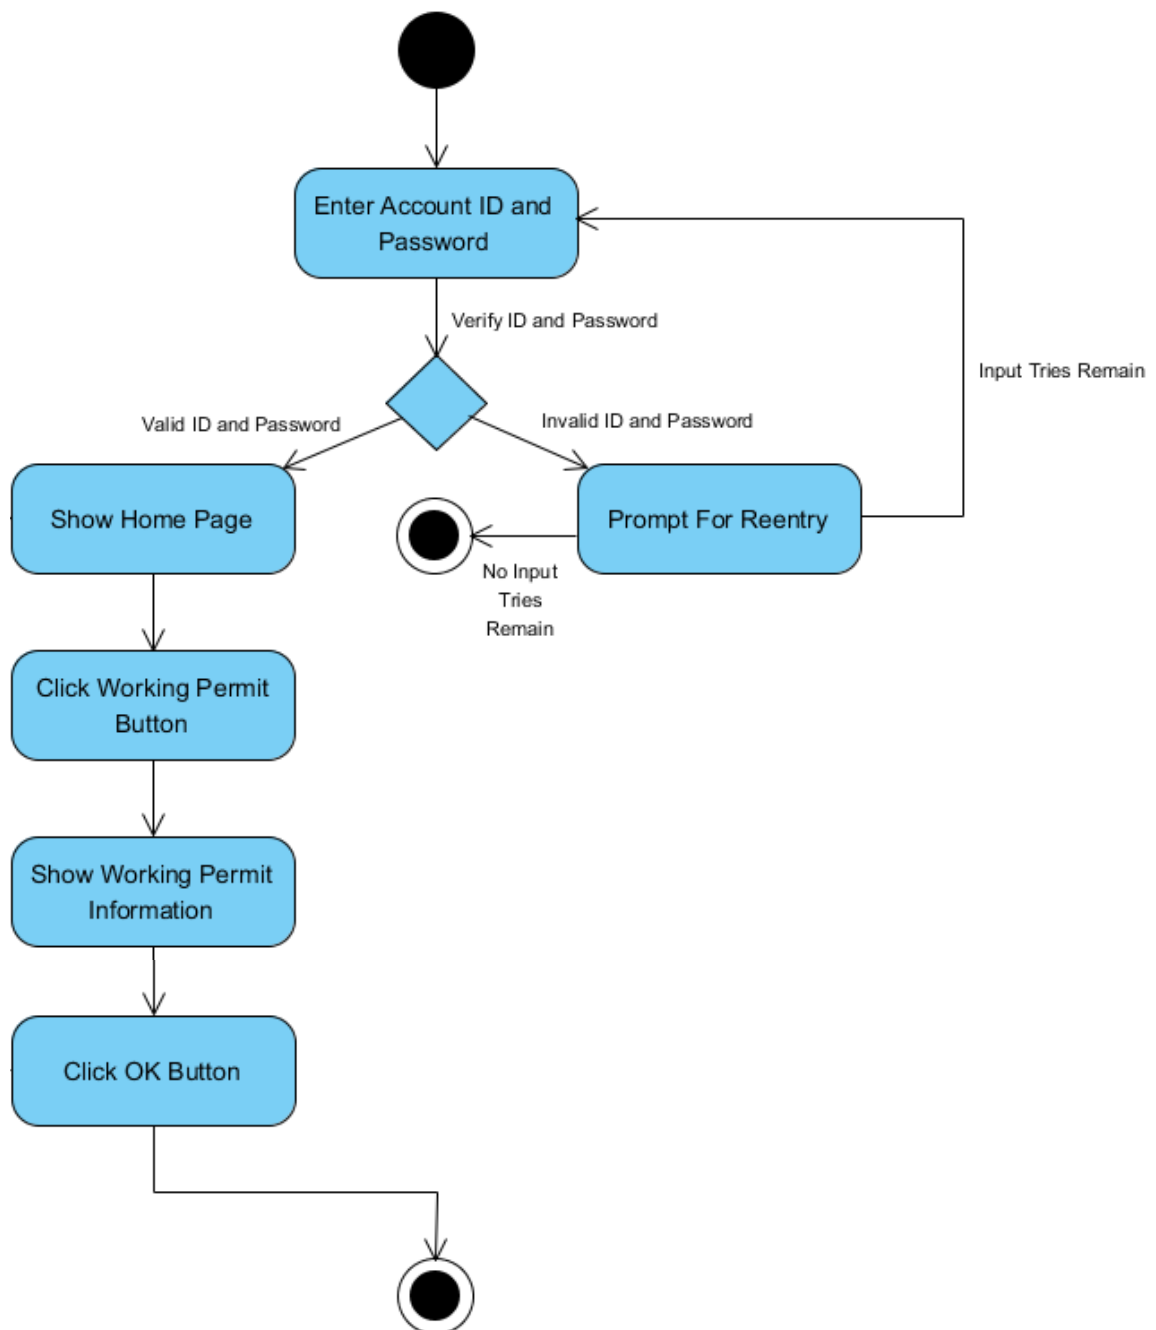 Enter Account ID and
Password
Verify ID and Password
Input Tries Remain
Valid ID and Password
Invalid ID and Password
Show Home Page
Prompt For Reentry
No Input
Tries
Remain
Click Working Permit
Button
Show Working Permit
Information
Click OK Button